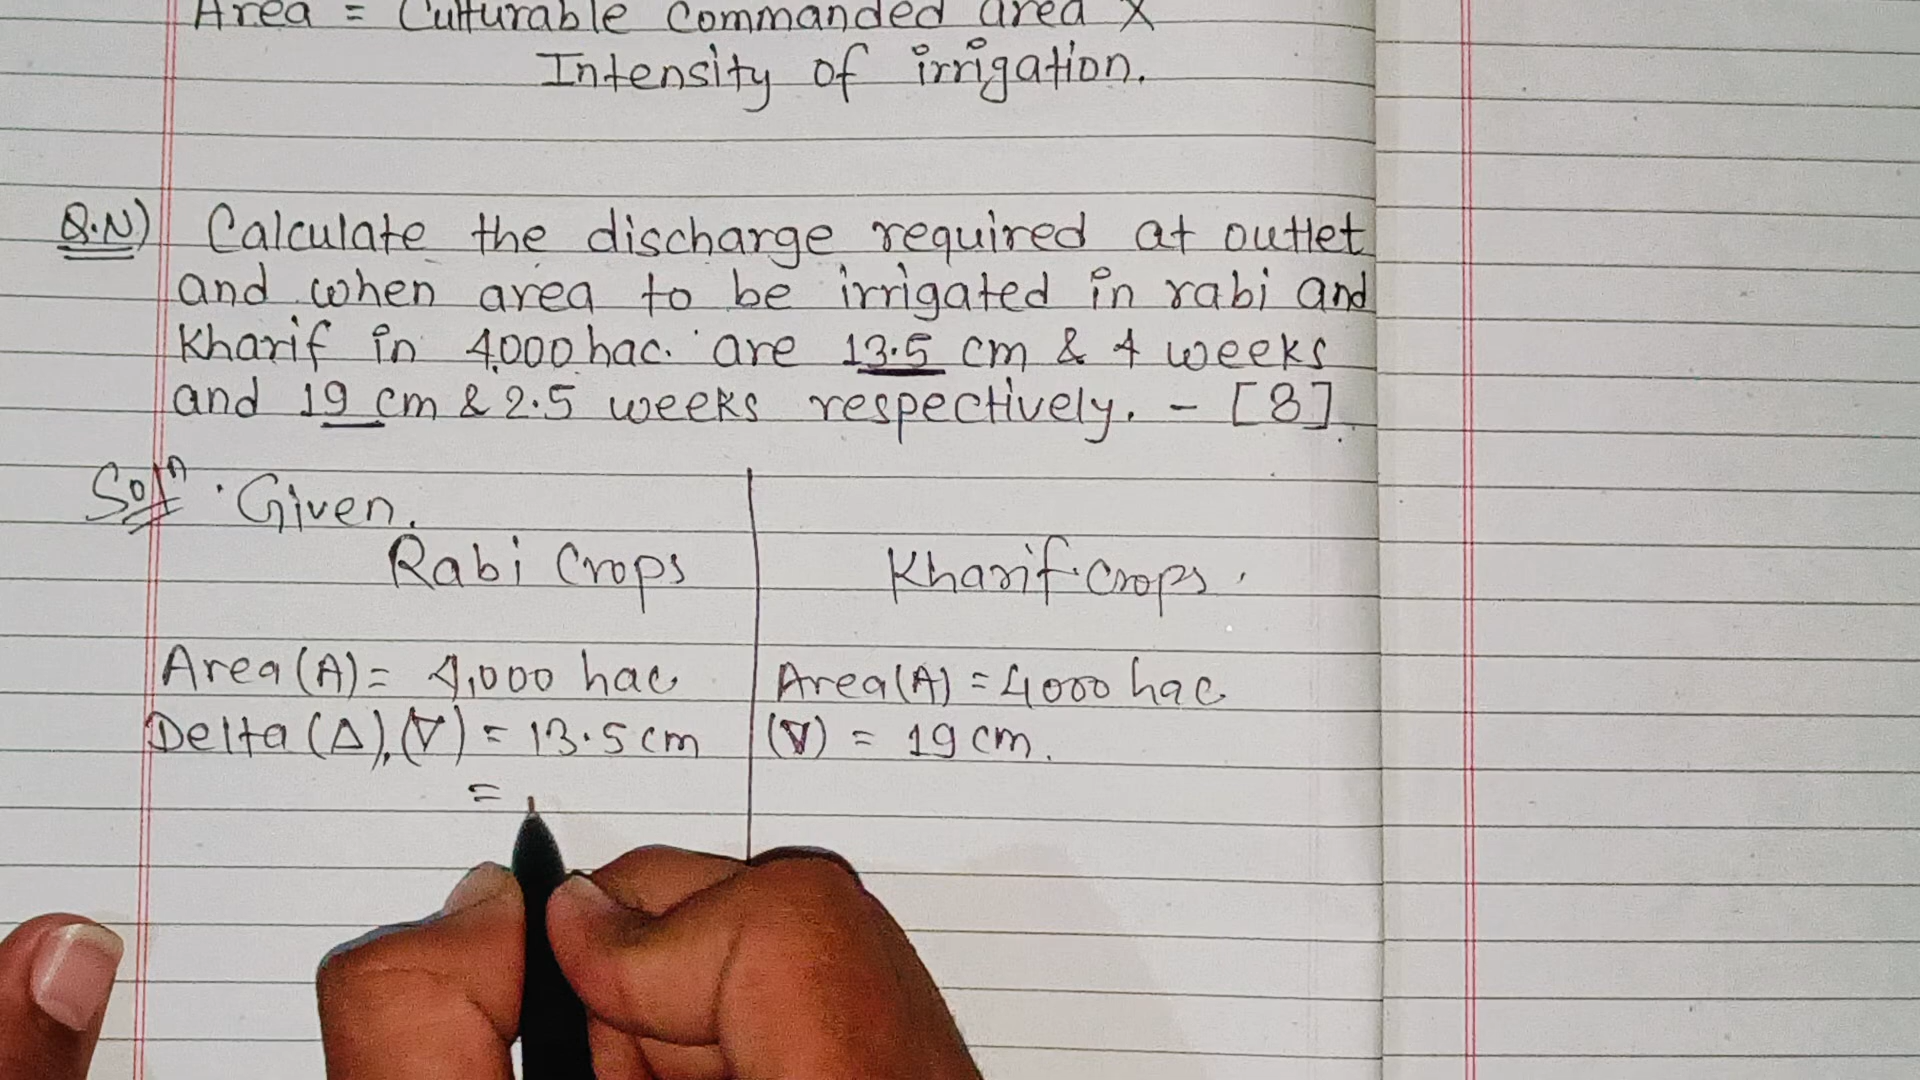 Area = Culturable Commanded area X
Intensity of irrigation.
Q.N) Calculate the discharge required at outlet
and when area to be irrigated in rabi and
Kharif in 4000 hac. are 13.5 cm & 4 weeks
and 19 cm & 2.5 weeks respectively. - [8]
Solⁿ. Given.
Rabi Crops
Kharif Crops.
Area (A) = 4,000 hac
Area (A) = 4000 hac
Delta (Δ), (∇) = 13.5 cm
(∇) = 19 cm.
=